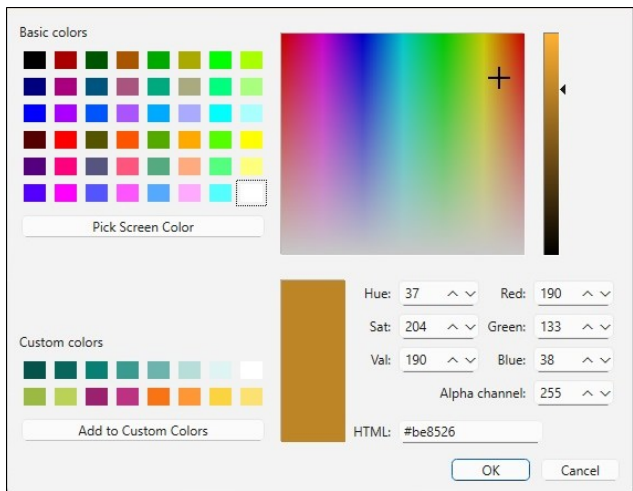 Basic colors
Pick Screen Color
Custom colors
Add to Custom Colors
Hue: 37 Red: 190
Sat: 204 Green: 133
Val: 190 Blue: 38
Alpha channel: 255
HTML: #be8526
OK Cancel